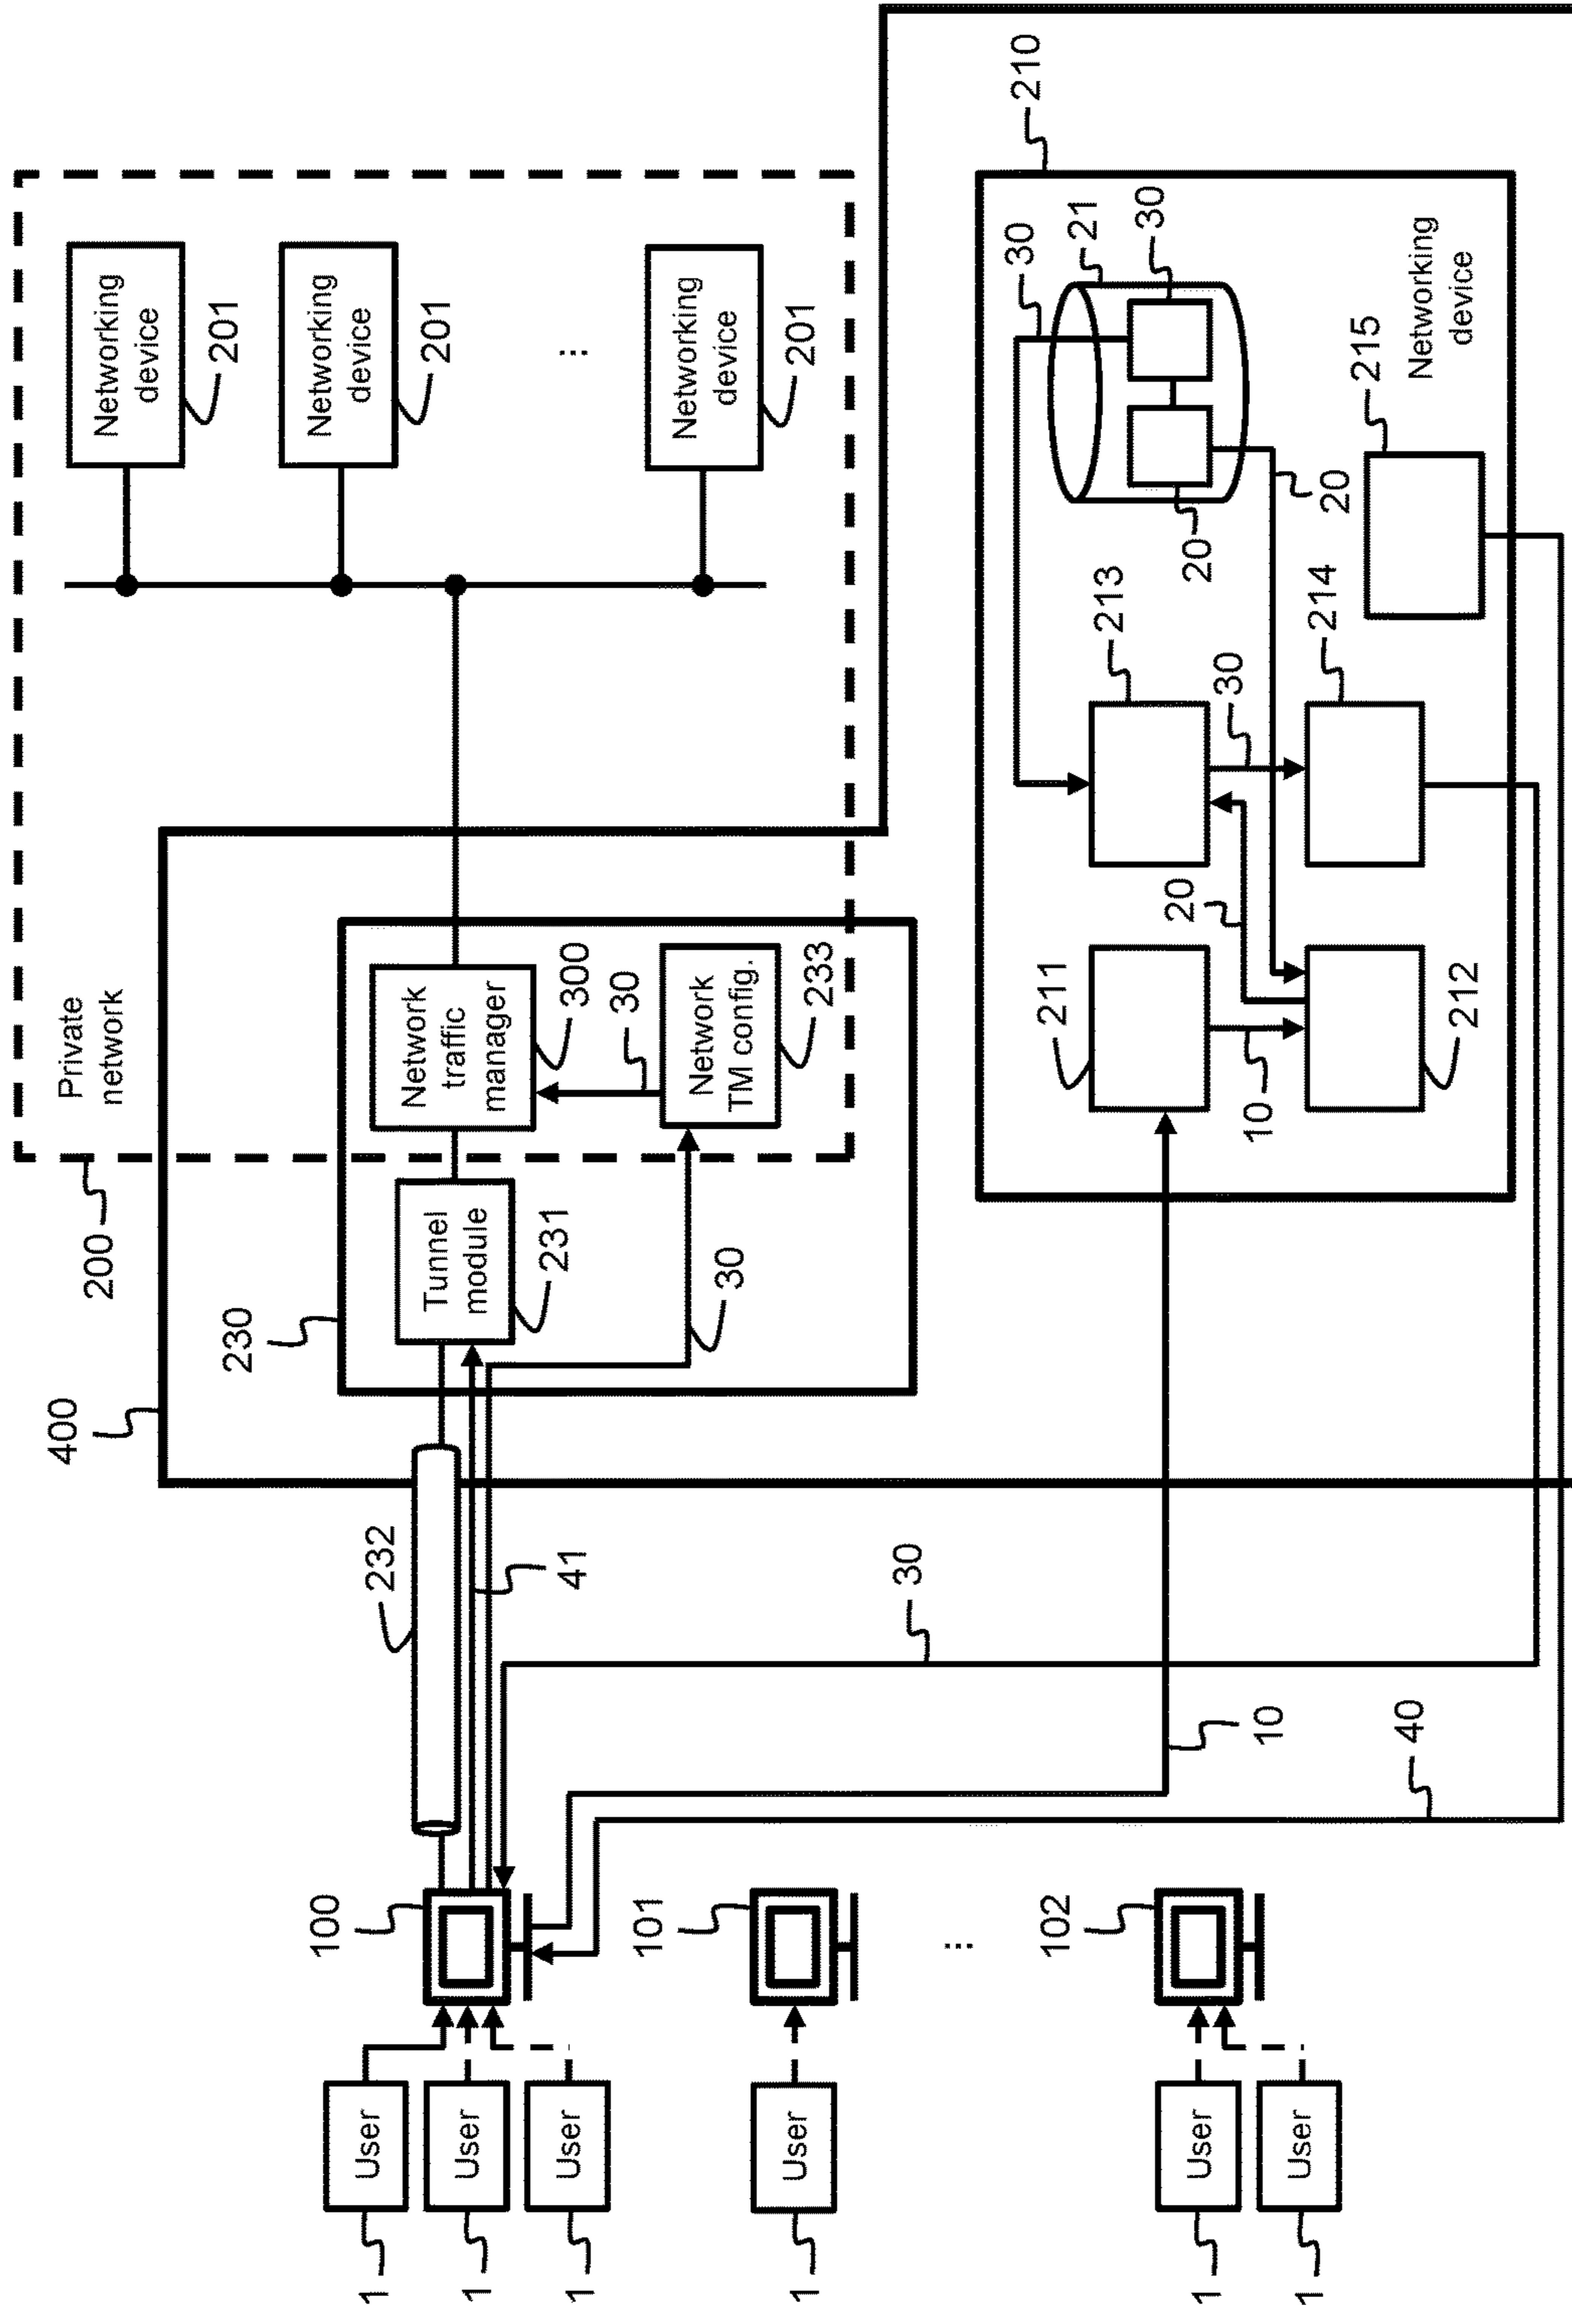 400
200
Private
network
Networking
device
201
Networking
device
201
...
Networking
device
201
230
Tunnel
module
231
Network
traffic
manager
300
30
Network
TM config.
233
30
232
41
100
User
1
User
1
User
1
101
User
1
...
102
User
1
User
1
30
10
40
210
211
10
212
20
213
30
214
30
21
30
20
20
215
Networking
device